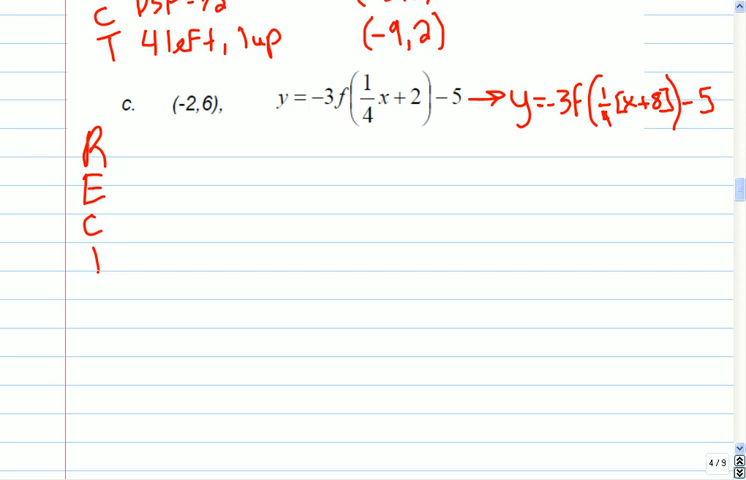 C
T 4 left, 1 up (-9, 2)
c. (-2,6), y = -3f(1/4 x + 2) - 5 → y = -3f(1/4 [x+8]) - 5
R
E
C
4 / 9